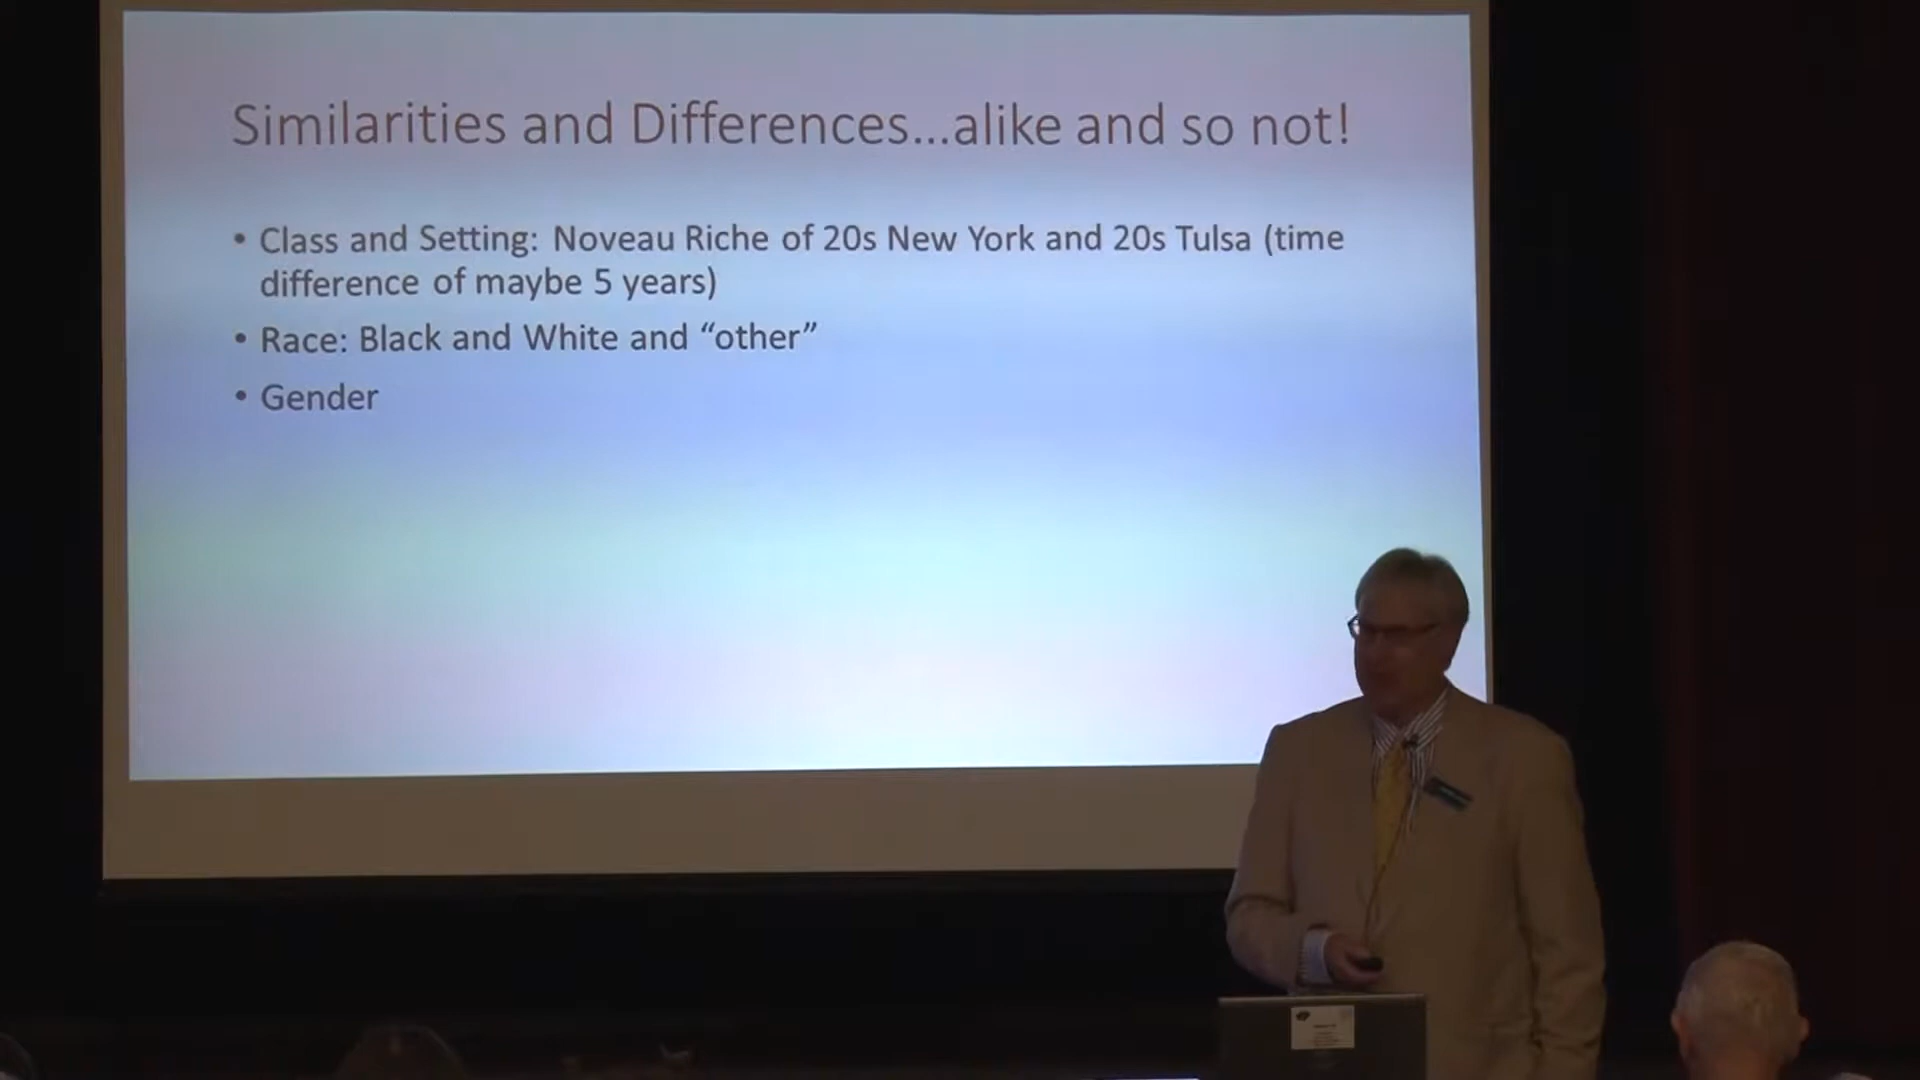 Similarities and Differences...alike and so not!
• Class and Setting: Noveau Riche of 20s New York and 20s Tulsa (time
difference of maybe 5 years)
• Race: Black and White and “other”
• Gender